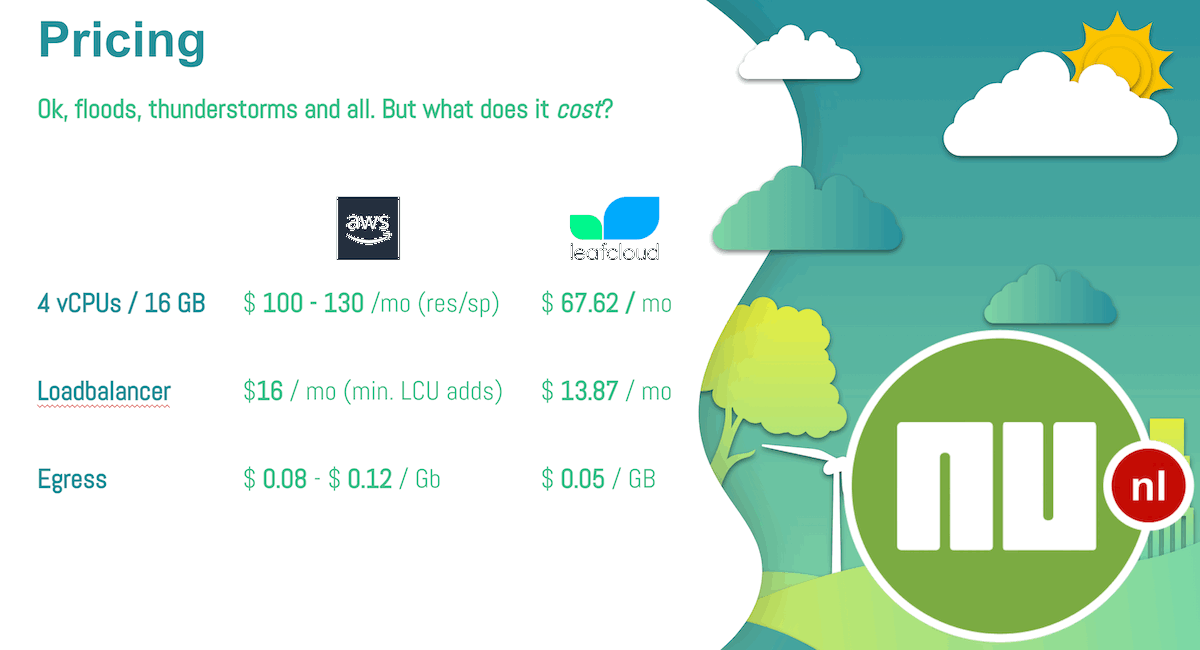 Pricing
Ok, floods, thunderstorms and all. But what does it cost?
aws
leafcloud
4 vCPUs / 16 GB $ 100 - 130 /mo (res/sp) $ 67.62 / mo
Loadbalancer $16 / mo (min. LCU adds) $ 13.87 / mo
Egress $ 0.08 - $ 0.12 / Gb $ 0.05 / GB
nu
nl